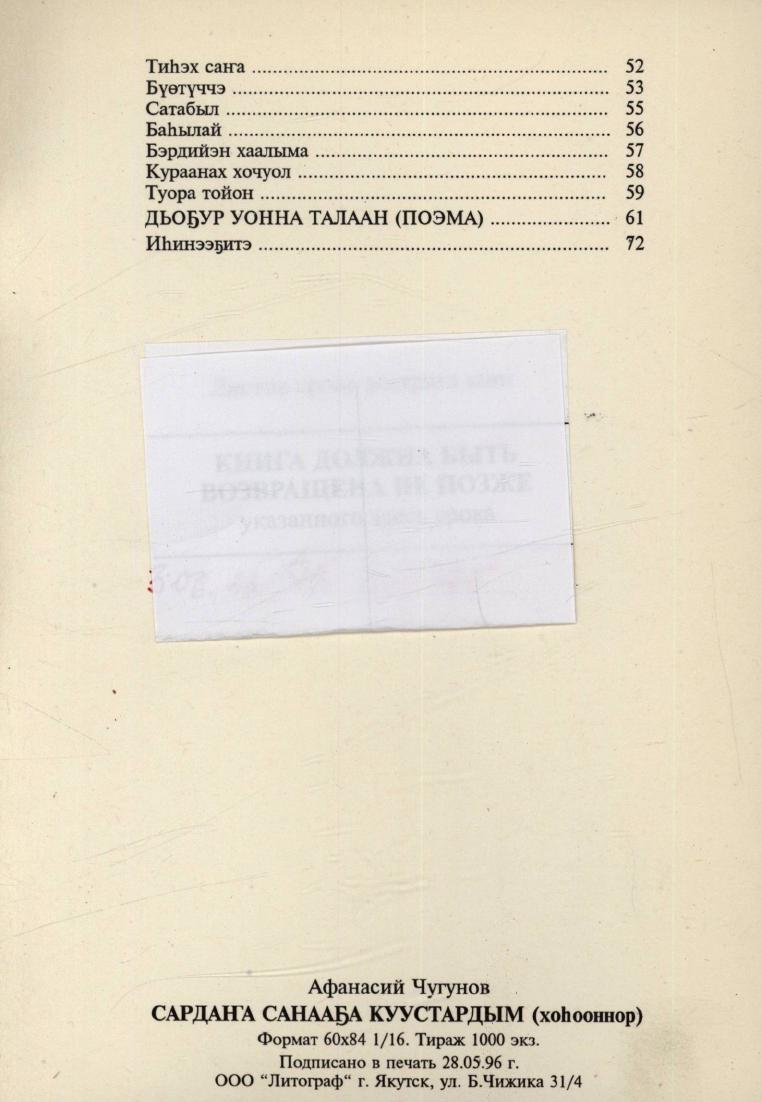 Тиһэх саҥа ..................................................... 52
Бүөтүччэ ........................................................ 53
Сатабыл ......................................................... 55
Баһылай ......................................................... 56
Бэрдийэн хаалыма ........................................... 57
Кураанах хочуол .............................................. 58
Туора тойон .................................................... 59
ДЬОҔУР УОННА ТАЛААН (ПОЭМА) .................... 61
Иһинээҕитэ ..................................................... 72
КНИГА ДОЛЖНА БЫТЬ
ВОЗВРАЩЕНА НЕ ПОЗЖЕ
указанного здесь срока
Афанасий Чугунов
САРДАҤА САНААҔА КУУСТАРДЫМ (хоһооннор)
Формат 60х84 1/16. Тираж 1000 экз.
Подписано в печать 28.05.96 г.
ООО "Литограф" г. Якутск, ул. Б.Чижика 31/4